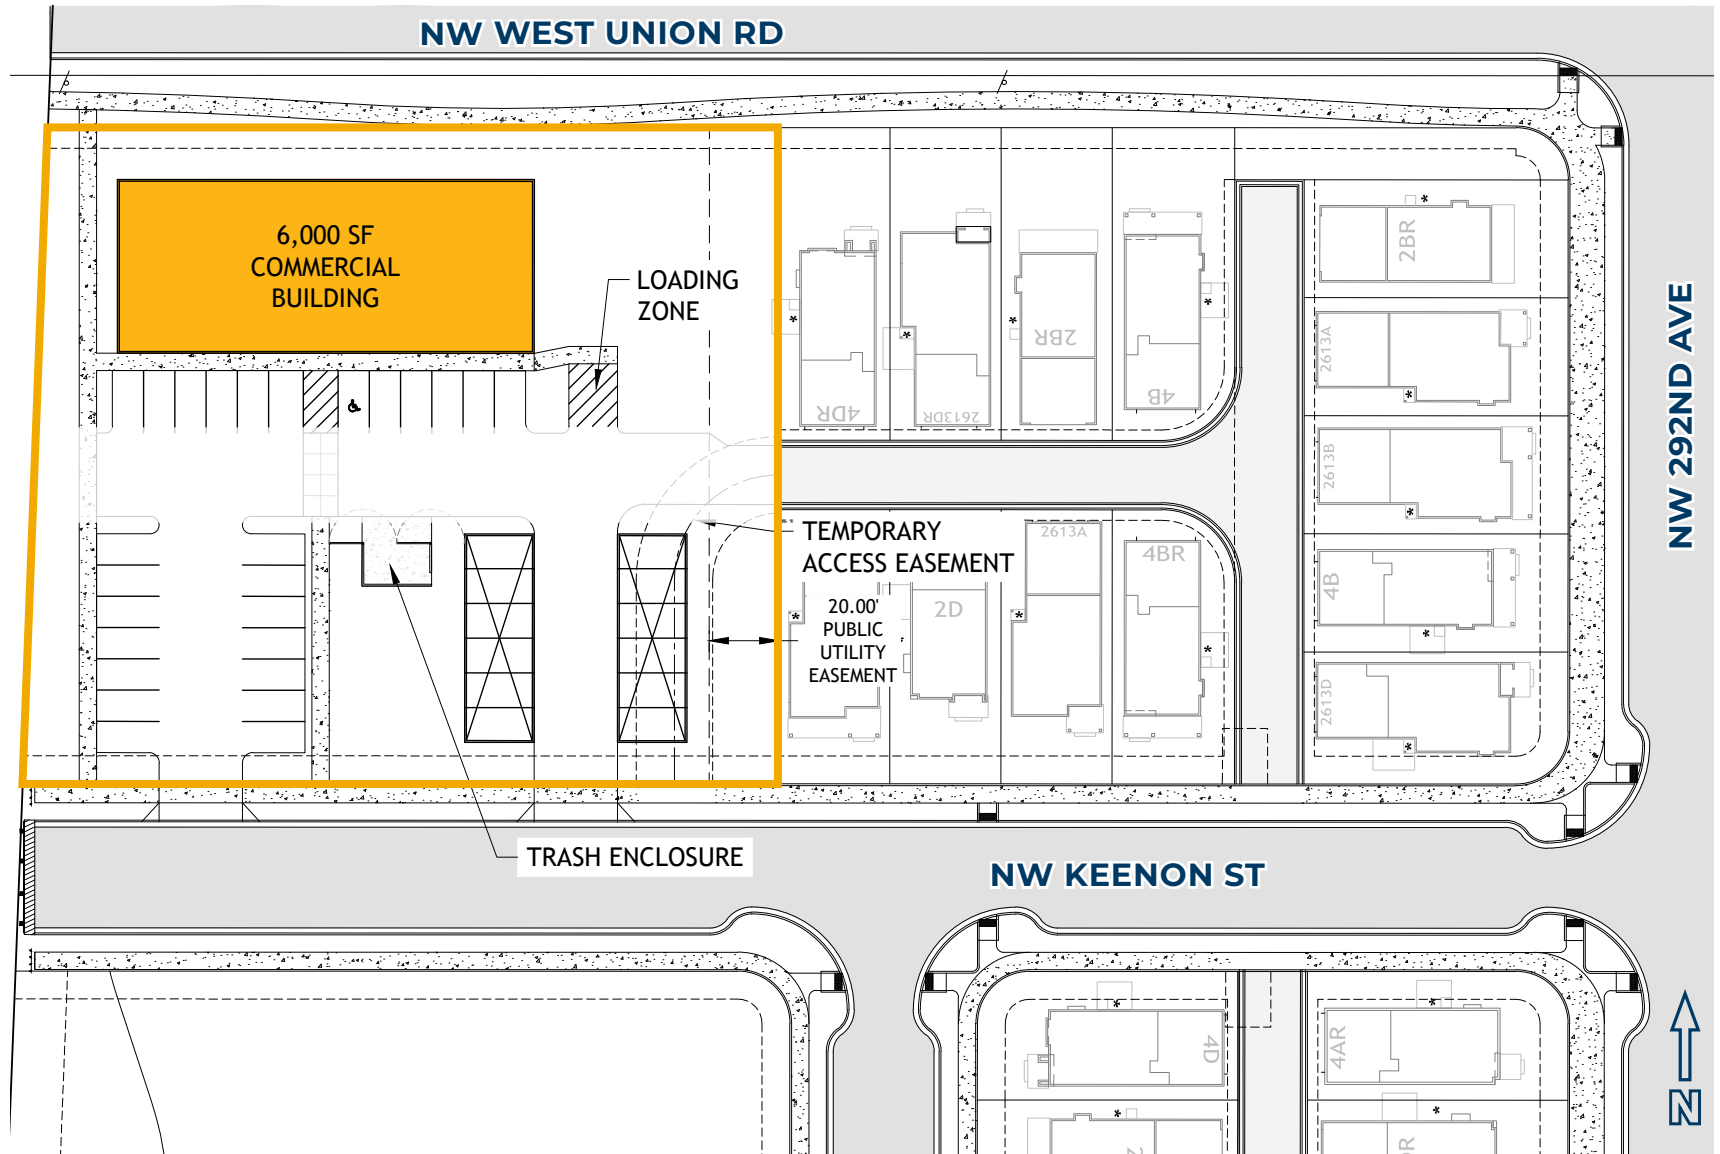 NW WEST UNION RD
6,000 SF
COMMERCIAL
BUILDING
LOADING
ZONE
4DR
2613DR
2BR
4B
2BR
2613A
2613B
4B
2613D
NW 292ND AVE
TEMPORARY
ACCESS EASEMENT
20.00'
PUBLIC
UTILITY
EASEMENT
2D
2613A
4BR
TRASH ENCLOSURE
NW KEENON ST
4D
4AR
N